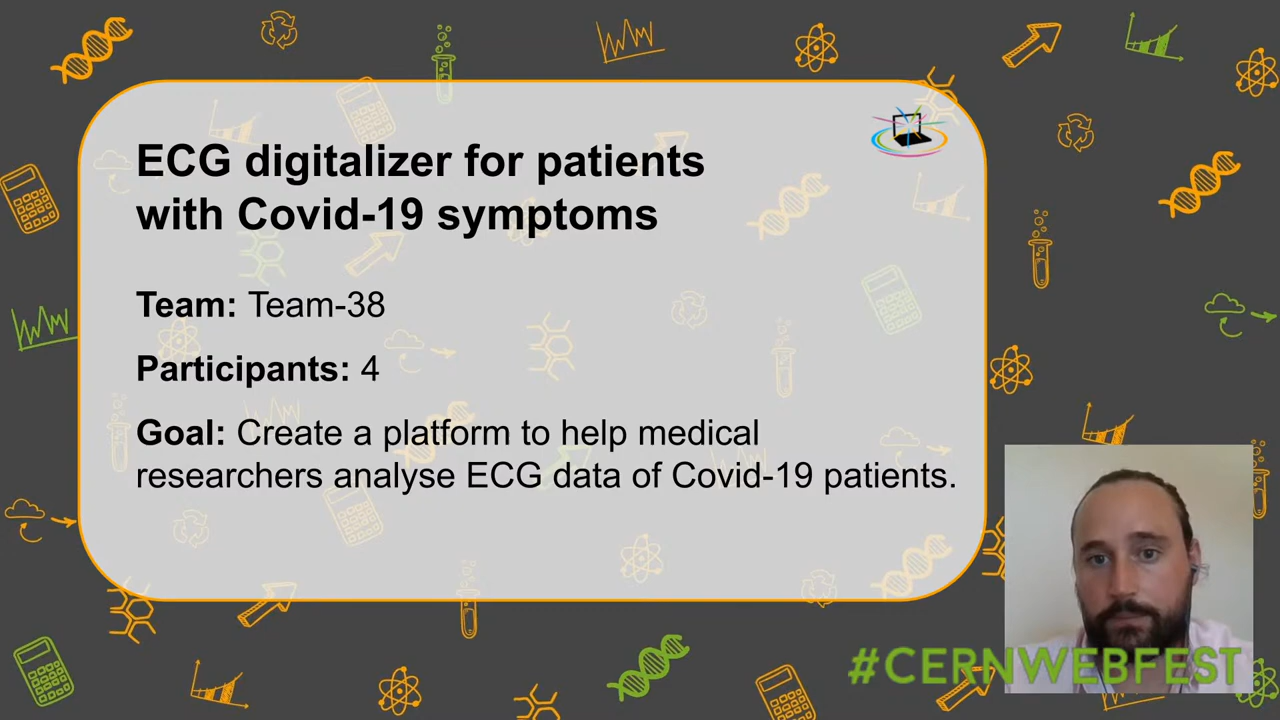 ECG digitalizer for patients
with Covid-19 symptoms
Team: Team-38
Participants: 4
Goal: Create a platform to help medical
researchers analyse ECG data of Covid-19 patients.
#CERNWEBFEST